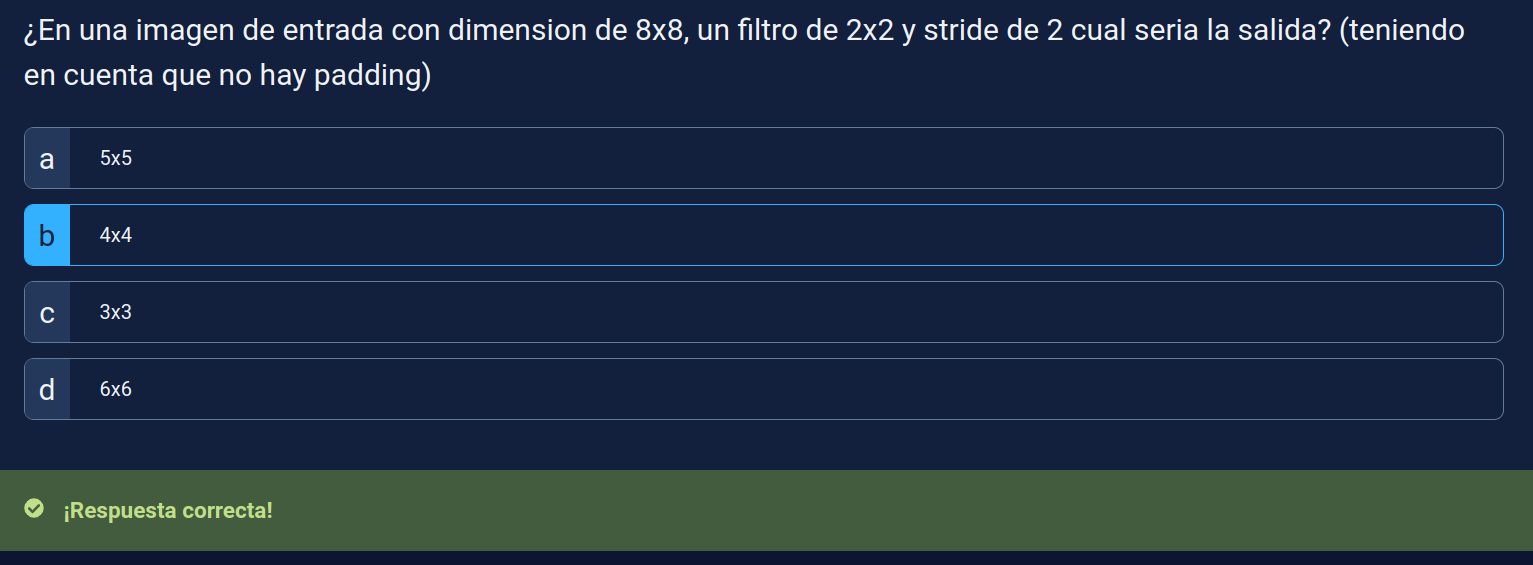 ¿En una imagen de entrada con dimension de 8x8, un filtro de 2x2 y stride de 2 cual seria la salida? (teniendo
en cuenta que no hay padding)
a 5x5
b 4x4
c 3x3
d 6x6
¡Respuesta correcta!